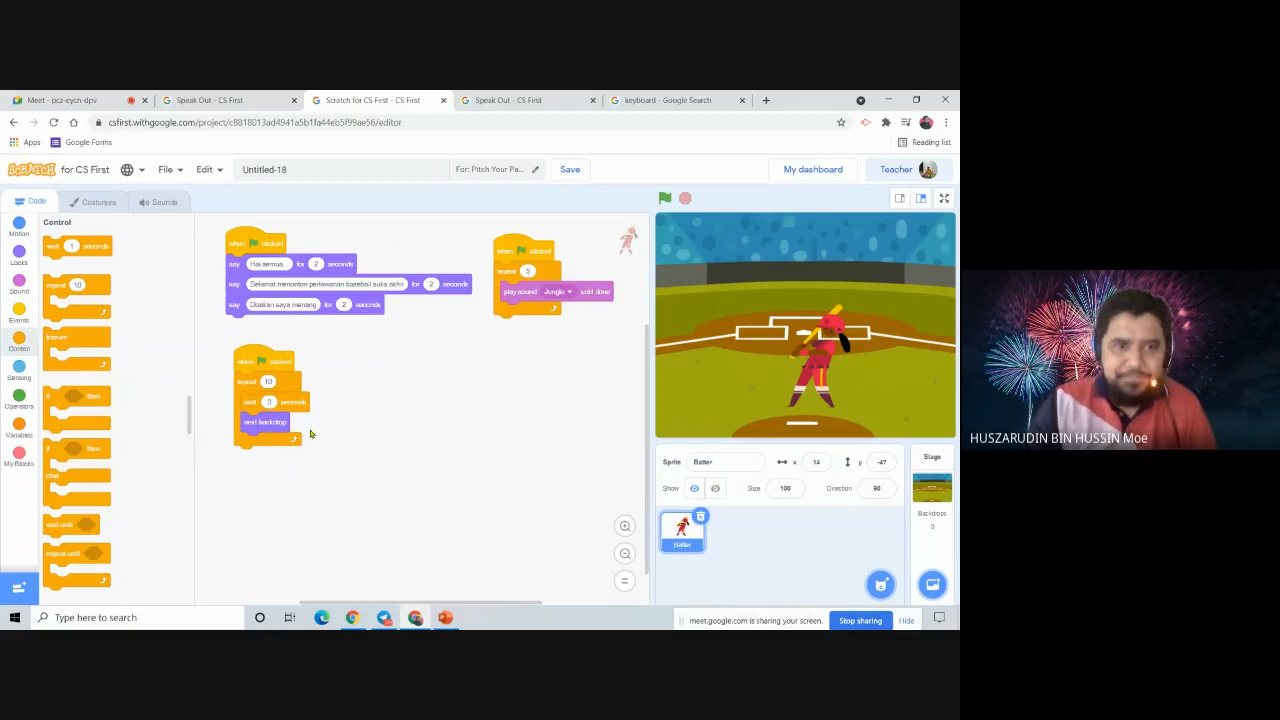 Meet - pcz-eycn-dpv
Speak Out - CS First
Scratch for CS First - CS First
Speak Out - CS First
keyboard - Google Search
csfirst.withgoogle.com/project/c8818013ad4941a5b1fa44eb5f99ae56/editor
Apps
Google Forms
Reading list
SCRATCH for CS First
File
Edit
Untitled-18
For: Pitch Your Pa...
Save
My dashboard
Teacher
Code
Costumes
Sounds
Motion
Looks
Sound
Events
Control
Sensing
Operators
Variables
My Blocks
Control
wait 1 seconds
repeat 10
forever
if then
if then
else
wait until
repeat until
when clicked
say Hai semua... for 2 seconds
say Selamat menonton perlawanan baseball suka akhir for 2 seconds
say Doakan saya menang for 2 seconds
when clicked
repeat 10
wait 3 seconds
next backdrop
when clicked
repeat 5
play sound Jungle until done
Sprite
Batter
x 14
y -47
Show
Size 100
Direction 90
Batter
Stage
Backdrops
3
HUSZARUDIN BIN HUSSIN Moe
Type here to search
meet.google.com is sharing your screen.
Stop sharing
Hide